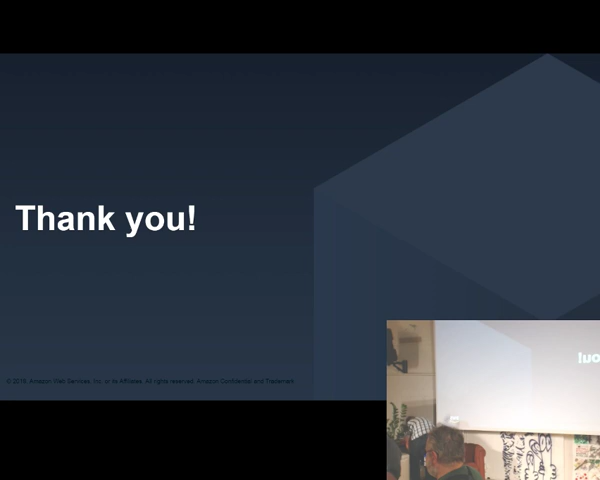 Thank you!
© 2016, Amazon Web Services, Inc. or its Affiliates. All rights reserved. Amazon Confidential and Trademark